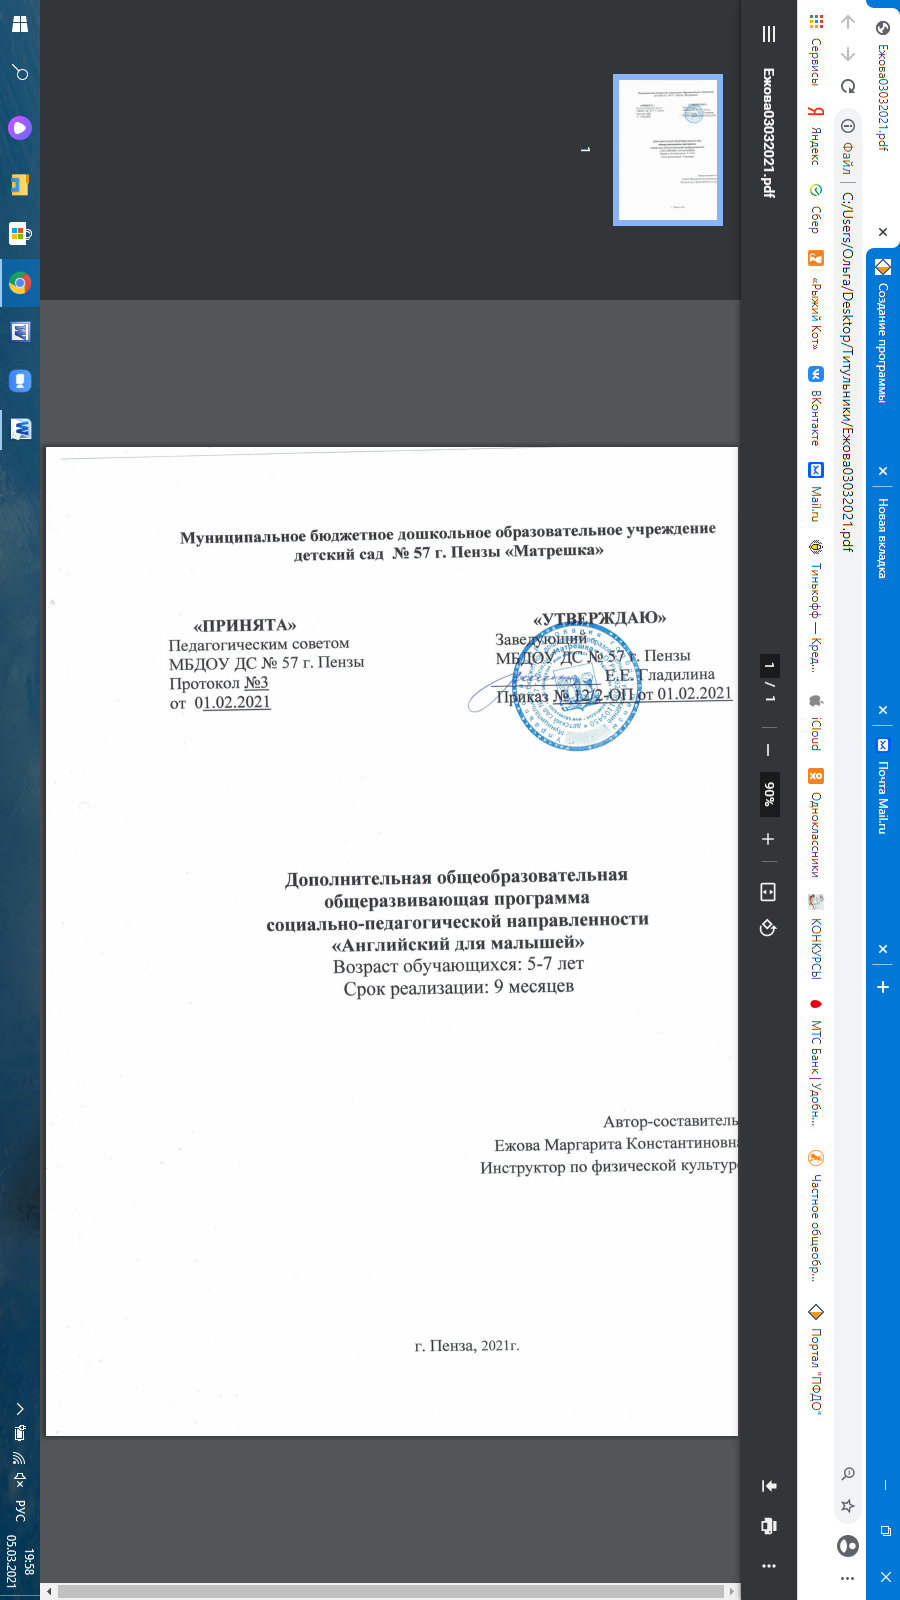 Ежова03032021.pdf
Создание программы
Новая вкладка
Почта Mail.ru
Файл
C:/Users/Ольга/Desktop/Титульники/Ежова03032021.pdf
Сервисы
Яндекс
Сбер
«Рыжий Кот»
ВКонтакте
Mail.ru
Тинькофф — Кред...
iCloud
Одноклассники
КОНКУРСЫ
МТС Банк | Удобн...
Частное общеобр...
Портал "ПФДО"
Ежова03032021.pdf
1 / 1
90%
1
Муниципальное бюджетное дошкольное образовательное учреждение
детский сад № 57 г. Пензы «Матрешка»
«ПРИНЯТА»
Педагогическим советом
МБДОУ ДС № 57 г. Пензы
Протокол №3
от 01.02.2021
«УТВЕРЖДАЮ»
Заведующий
МБДОУ ДС № 57 г. Пензы
Е.Е. Гладилина
Приказ № 12/2-ОП от 01.02.2021
Дополнительная общеобразовательная
общеразвивающая программа
социально-педагогической направленности
«Английский для малышей»
Возраст обучающихся: 5-7 лет
Срок реализации: 9 месяцев
Автор-составитель
Ежова Маргарита Константиновна
Инструктор по физической культуре
г. Пенза, 2021г.
РУС
19:58
05.03.2021